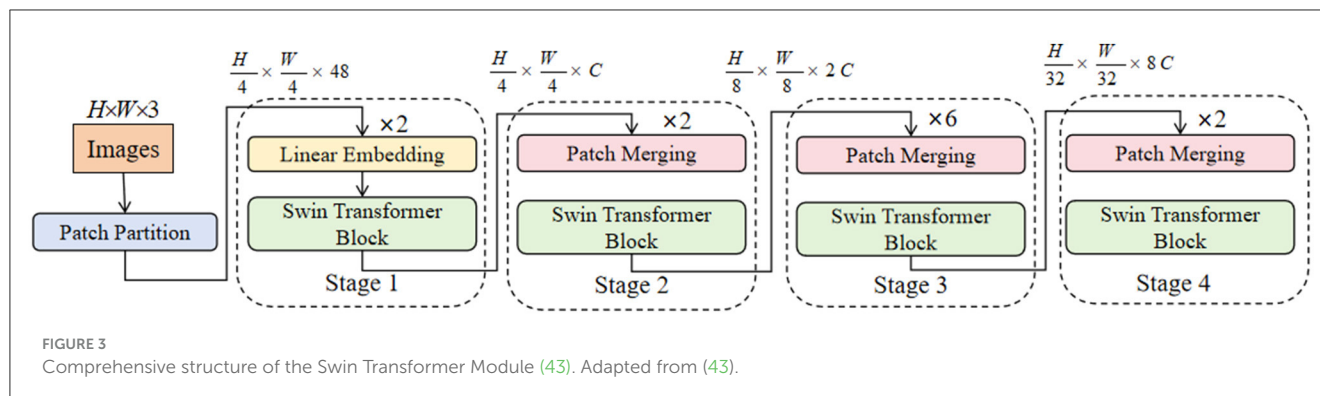 H/4 × W/4 × 48
H/4 × W/4 × C
H/8 × W/8 × 2 C
H/32 × W/32 × 8 C
H×W×3
Images
Patch Partition
×2
Linear Embedding
Swin Transformer
Block
Stage 1
×2
Patch Merging
Swin Transformer
Block
Stage 2
×6
Patch Merging
Swin Transformer
Block
Stage 3
×2
Patch Merging
Swin Transformer
Block
Stage 4
FIGURE 3
Comprehensive structure of the Swin Transformer Module (43). Adapted from (43).